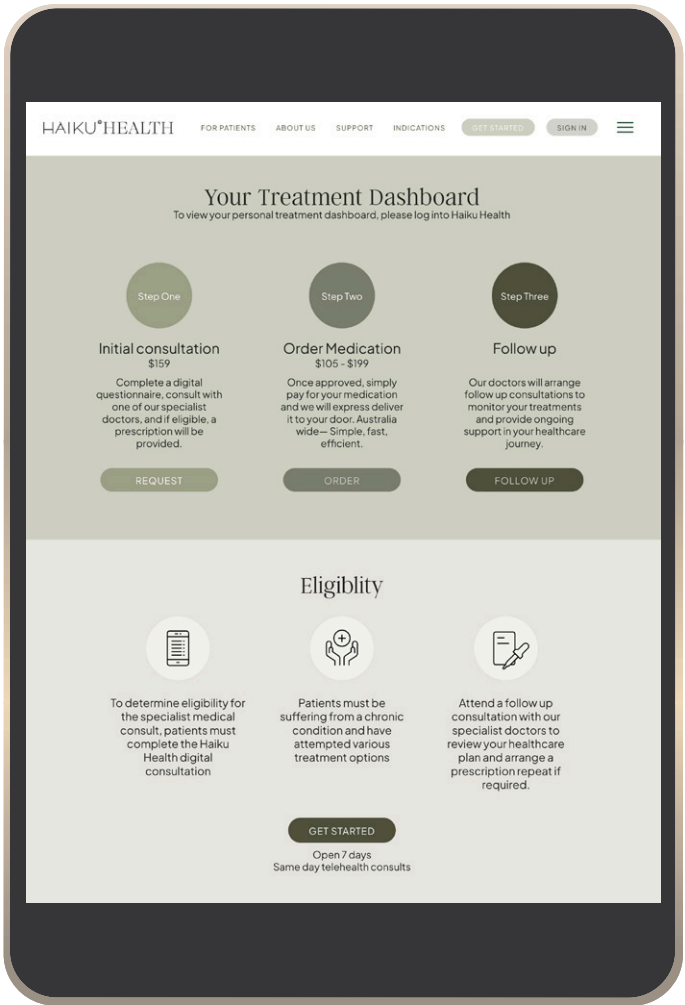 HAIKU°HEALTH
FOR PATIENTS ABOUT US SUPPORT INDICATIONS GET STARTED SIGN IN
Your Treatment Dashboard
To view your personal treatment dashboard, please log into Haiku Health
Step One
Initial consultation
$159
Complete a digital
questionnaire, consult with
one of our specialist
doctors, and if eligible, a
prescription will be
provided.
REQUEST
Step Two
Order Medication
$105 - $199
Once approved, simply
pay for your medication
and we will express deliver
it to your door. Australia
wide— Simple, fast,
efficient.
ORDER
Step Three
Follow up
Our doctors will arrange
follow up consultations to
monitor your treatments
and provide ongoing
support in your healthcare
journey.
FOLLOW UP
Eligiblity
To determine eligibility for
the specialist medical
consult, patients must
complete the Haiku
Health digital
consultation
Patients must be
suffering from a chronic
condition and have
attempted various
treatment options
Attend a follow up
consultation with our
specialist doctors to
review your healthcare
plan and arrange a
prescription repeat if
required.
GET STARTED
Open 7 days
Same day telehealth consults